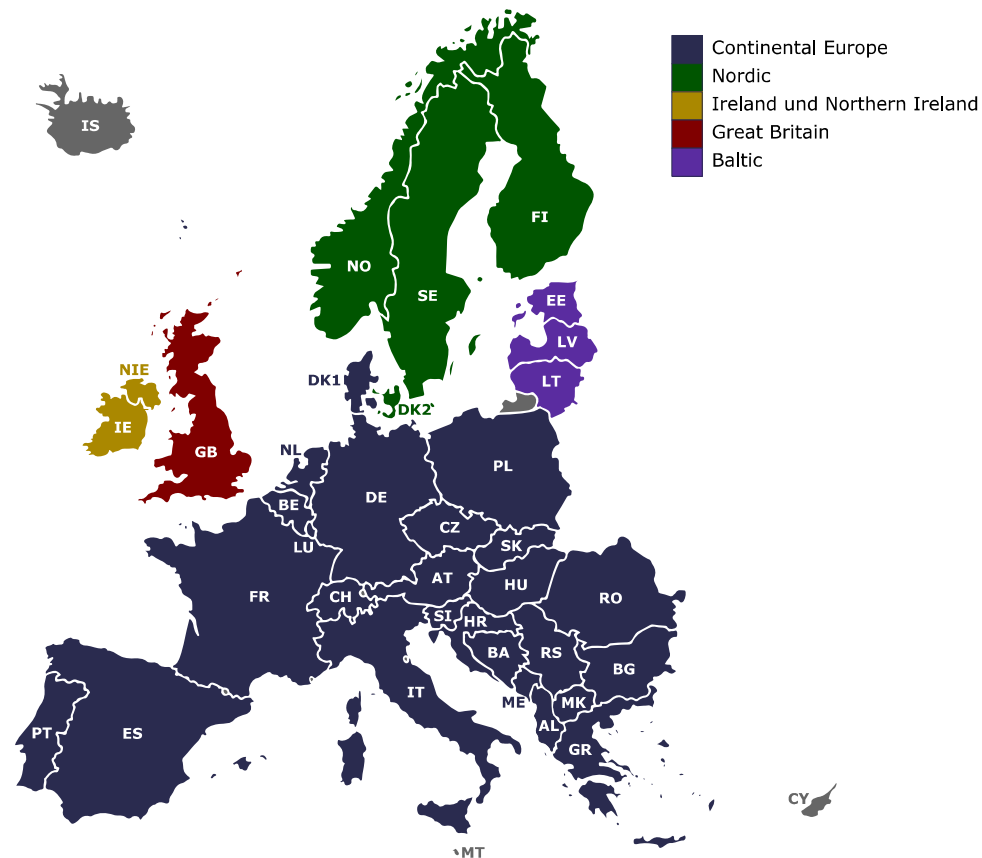 Continental Europe
Nordic
Ireland und Northern Ireland
Great Britain
Baltic
IS
FI
NO
SE
EE
LV
LT
NIE
DK1
DK2
IE
GB
NL
PL
DE
BE
CZ
LU
SK
AT
HU
FR
CH
RO
SI
HR
BA
RS
BG
IT
ME
MK
PT
ES
AL
GR
CY
MT